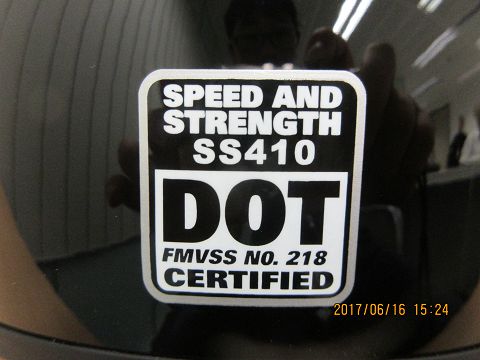 SPEED AND
STRENGTH
SS410
DOT
FMVSS NO. 218
CERTIFIED
2017/06/16 15:24